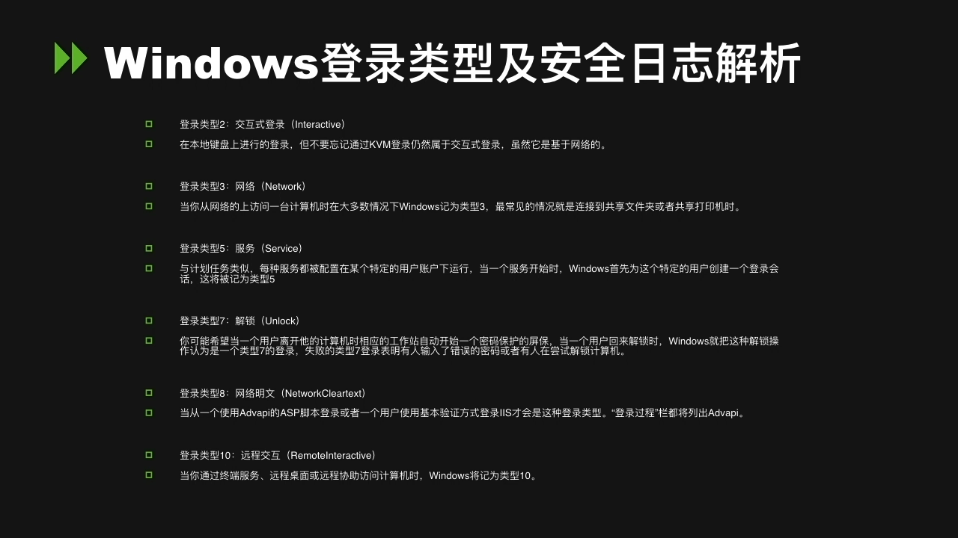 Windows登录类型及安全日志解析
登录类型2：交互式登录（Interactive）
在本地键盘上进行的登录，但不要忘记通过KVM登录仍然属于交互式登录，虽然它是基于网络的。
登录类型3：网络（Network）
当你从网络的上访问一台计算机时在大多数情况下Windows记为类型3，最常见的情况就是连接到共享文件夹或者共享打印机时。
登录类型5：服务（Service）
与计划任务类似，每种服务都被配置在某个特定的用户账户下运行，当一个服务开始时，Windows首先为这个特定的用户创建一个登录会
话，这将被记为类型5
登录类型7：解锁（Unlock）
你可能希望当一个用户离开他的计算机时相应的工作站自动开始一个密码保护的屏保，当一个用户回来解锁时，Windows就把这种解锁操
作认为是一个类型7的登录，失败的类型7登录表明有人输入了错误的密码或者有人在尝试解锁计算机。
登录类型8：网络明文（NetworkCleartext）
当从一个使用Advapi的ASP脚本登录或者一个用户使用基本验证方式登录IIS才会是这种登录类型。“登录过程”栏都将列出Advapi。
登录类型10：远程交互（RemoteInteractive）
当你通过终端服务、远程桌面或远程协助访问计算机时，Windows将记为类型10。